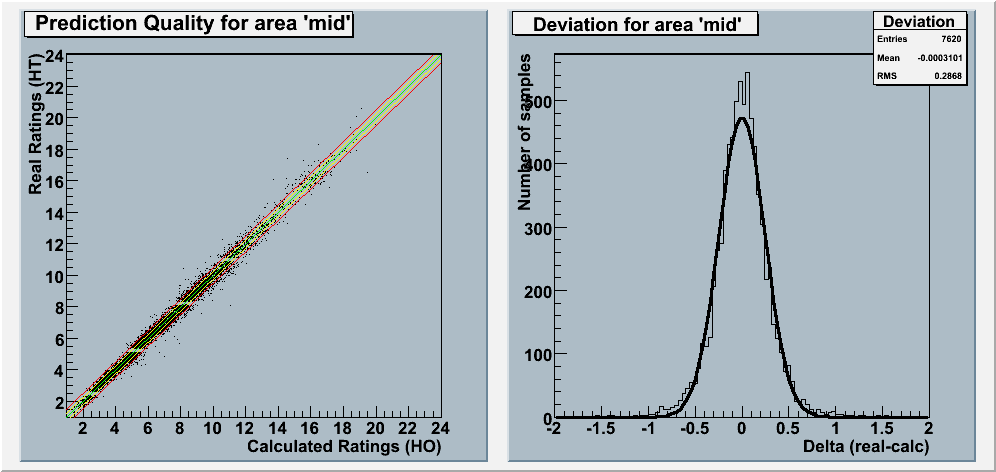 Prediction Quality for area 'mid'
Real Ratings (HT)
24
22
20
18
16
14
12
10
8
6
4
2
2 4 6 8 10 12 14 16 18 20 22 24
Calculated Ratings (HO)
Deviation for area 'mid'
Deviation
Entries 7620
Mean -0.0003101
RMS 0.2868
Number of samples
500
400
300
200
100
0
-2 -1.5 -1 -0.5 0 0.5 1 1.5 2
Delta (real-calc)